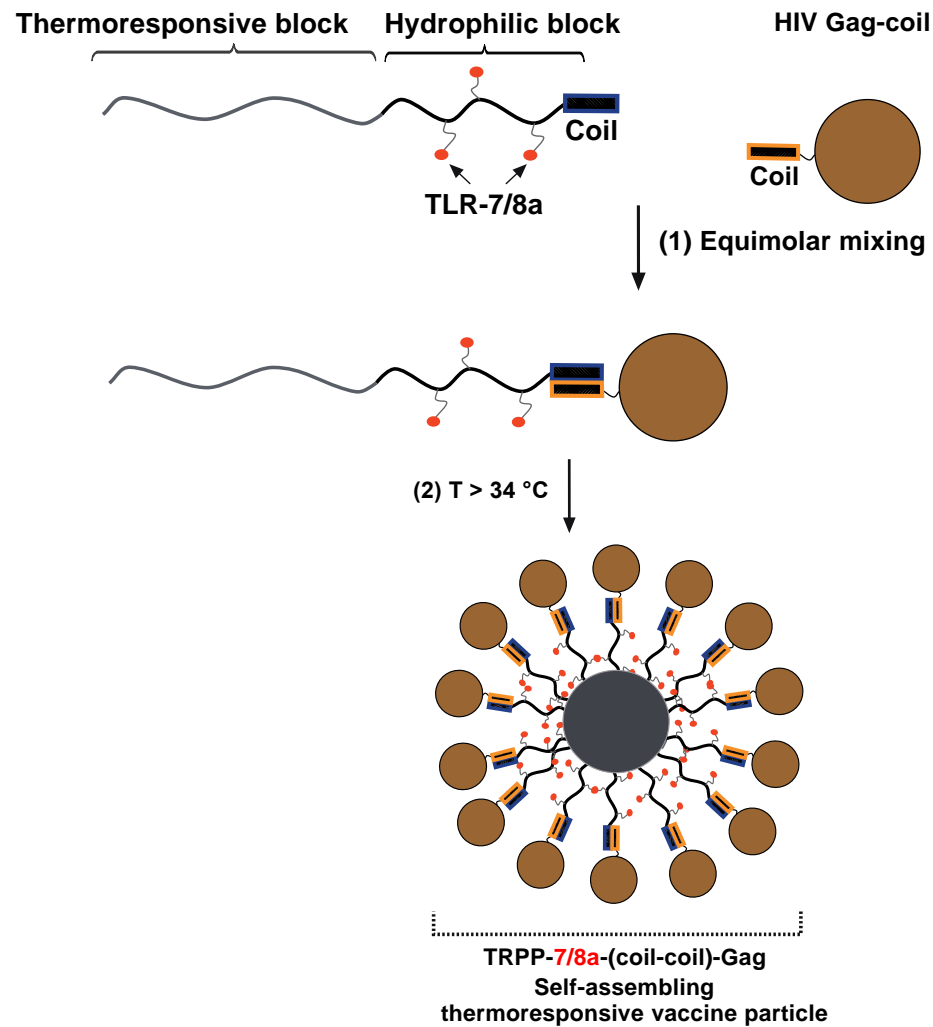 Thermoresponsive block
Hydrophilic block
HIV Gag-coil
Coil
Coil
TLR-7/8a
(1) Equimolar mixing
(2) T > 34 °C
TRPP-7/8a-(coil-coil)-Gag
Self-assembling
thermoresponsive vaccine particle